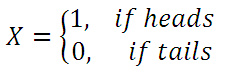 X = {1, if heads
0, if tails